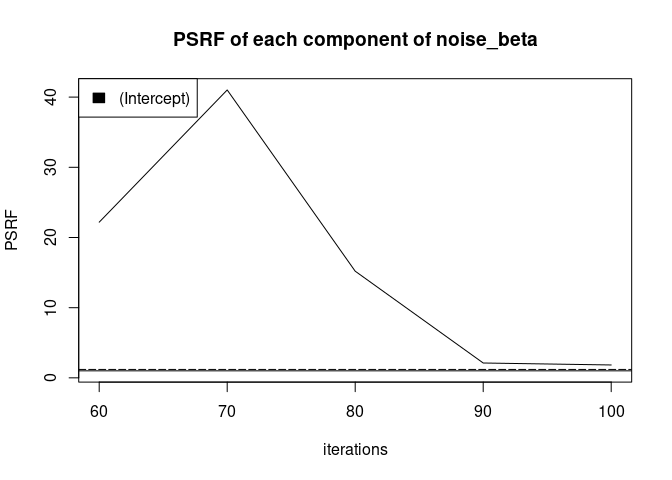 PSRF of each component of noise_beta
(Intercept)
PSRF
40
30
20
10
0
60 70 80 90 100
iterations